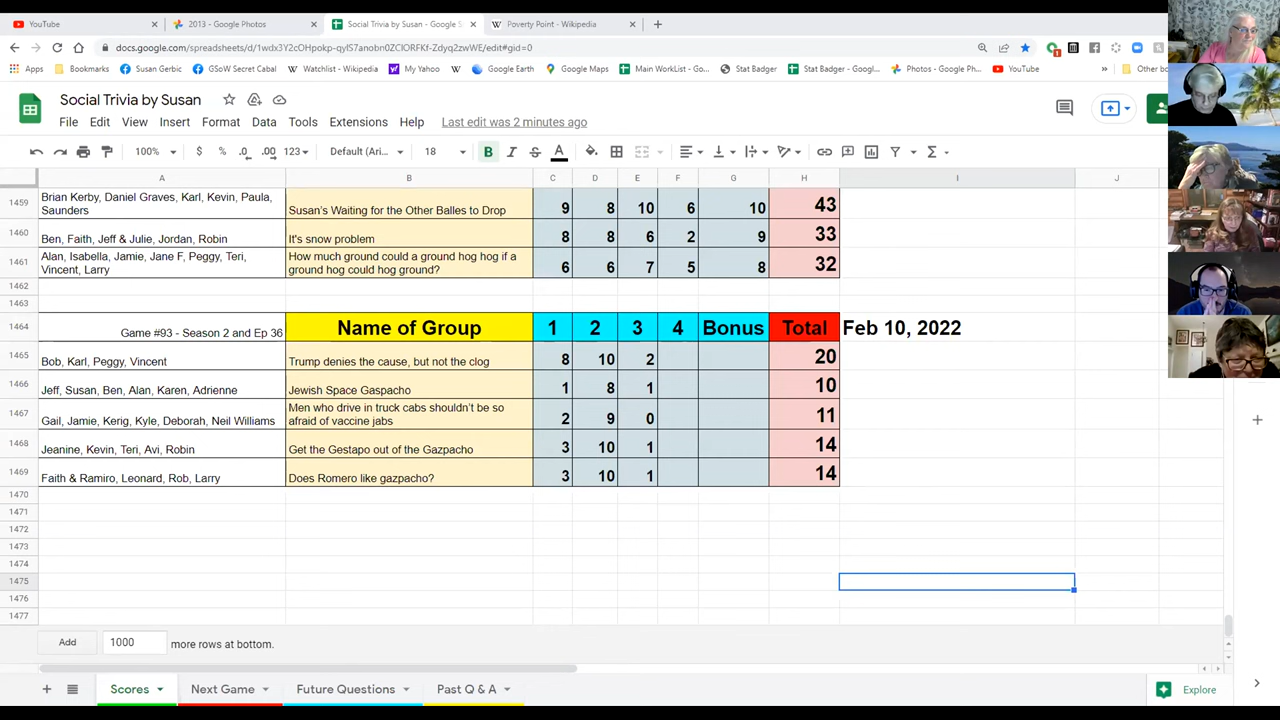 YouTube
2013 - Google Photos
Social Trivia by Susan - Google S
Poverty Point - Wikipedia
docs.google.com/spreadsheets/d/1wdx3Y2cOHpokp-qyIS7anobn0ZCIORFKf-Zdyq2zwWE/edit#gid=0
Apps Bookmarks Susan Gerbic GSoW Secret Cabal Watchlist - Wikipedia My Yahoo Google Earth Google Maps Main WorkList - Go... Stat Badger Stat Badger - Googl... Photos - Google Ph... YouTube Other bo
Social Trivia by Susan
File Edit View Insert Format Data Tools Extensions Help Last edit was 2 minutes ago
100% $ % .0 .00 123 Default (Ari... 18 B I S A
A B C D E F G H I J
1459 Brian Kerby, Daniel Graves, Karl, Kevin, Paula,
Saunders Susan's Waiting for the Other Balles to Drop 9 8 10 6 10 43
1460 Ben, Faith, Jeff & Julie, Jordan, Robin It's snow problem 8 8 6 2 9 33
1461 Alan, Isabella, Jamie, Jane F, Peggy, Teri, How much ground could a ground hog hog if a
Vincent, Larry ground hog could hog ground? 6 6 7 5 8 32
1462
1463
1464 Game #93 - Season 2 and Ep 36 Name of Group 1 2 3 4 Bonus Total Feb 10, 2022
1465 Bob, Karl, Peggy, Vincent Trump denies the cause, but not the clog 8 10 2 20
1466 Jeff, Susan, Ben, Alan, Karen, Adrienne Jewish Space Gaspacho 1 8 1 10
1467 Men who drive in truck cabs shouldn't be so
Gail, Jamie, Kerig, Kyle, Deborah, Neil Williams afraid of vaccine jabs 2 9 0 11
1468 Jeanine, Kevin, Teri, Avi, Robin Get the Gestapo out of the Gazpacho 3 10 1 14
1469 Faith & Ramiro, Leonard, Rob, Larry Does Romero like gazpacho? 3 10 1 14
1470
1471
1472
1473
1474
1475
1476
1477
Add 1000 more rows at bottom.
Scores Next Game Future Questions Past Q & A Explore